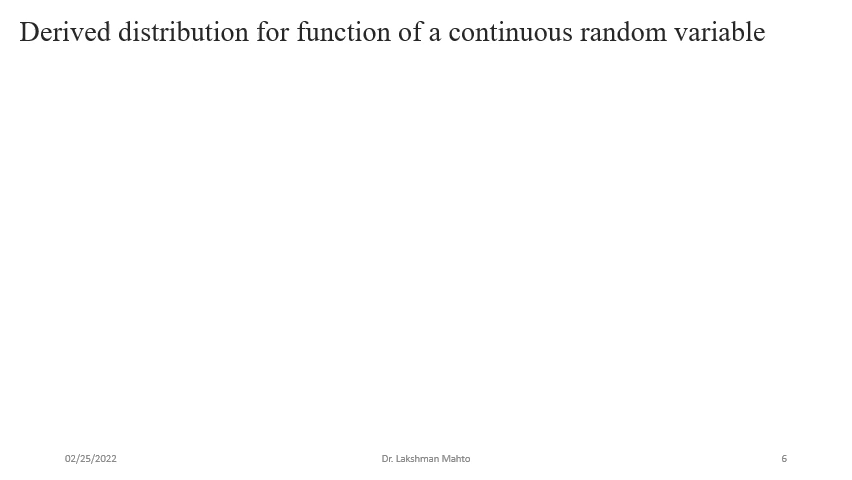 Derived distribution for function of a continuous random variable
02/25/2022
Dr. Lakshman Mahto
6